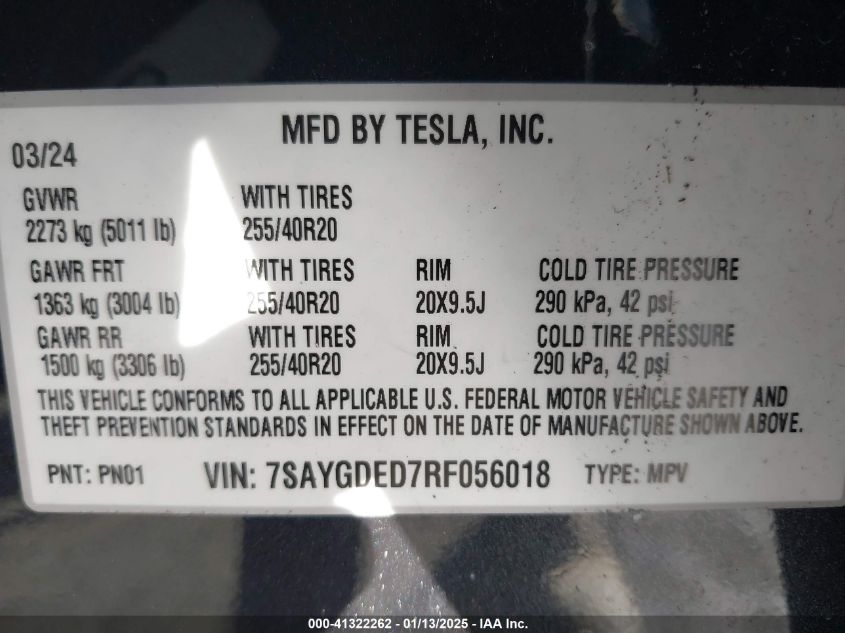 MFD BY TESLA, INC.
03/24
GVWR WITH TIRES
2273 kg (5011 lb) 255/40R20
GAWR FRT WITH TIRES RIM COLD TIRE PRESSURE
1363 kg (3004 lb) 255/40R20 20X9.5J 290 kPa, 42 psi
GAWR RR WITH TIRES RIM COLD TIRE PRESSURE
1500 kg (3306 lb) 255/40R20 20X9.5J 290 kPa, 42 psi
THIS VEHICLE CONFORMS TO ALL APPLICABLE U.S. FEDERAL MOTOR VEHICLE SAFETY AND
THEFT PREVENTION STANDARDS IN EFFECT ON THE DATE OF MANUFACTURE SHOWN ABOVE.
PNT: PN01 VIN: 7SAYGDED7RF056018 TYPE: MPV
000-41322262 - 01/13/2025 - IAA Inc.